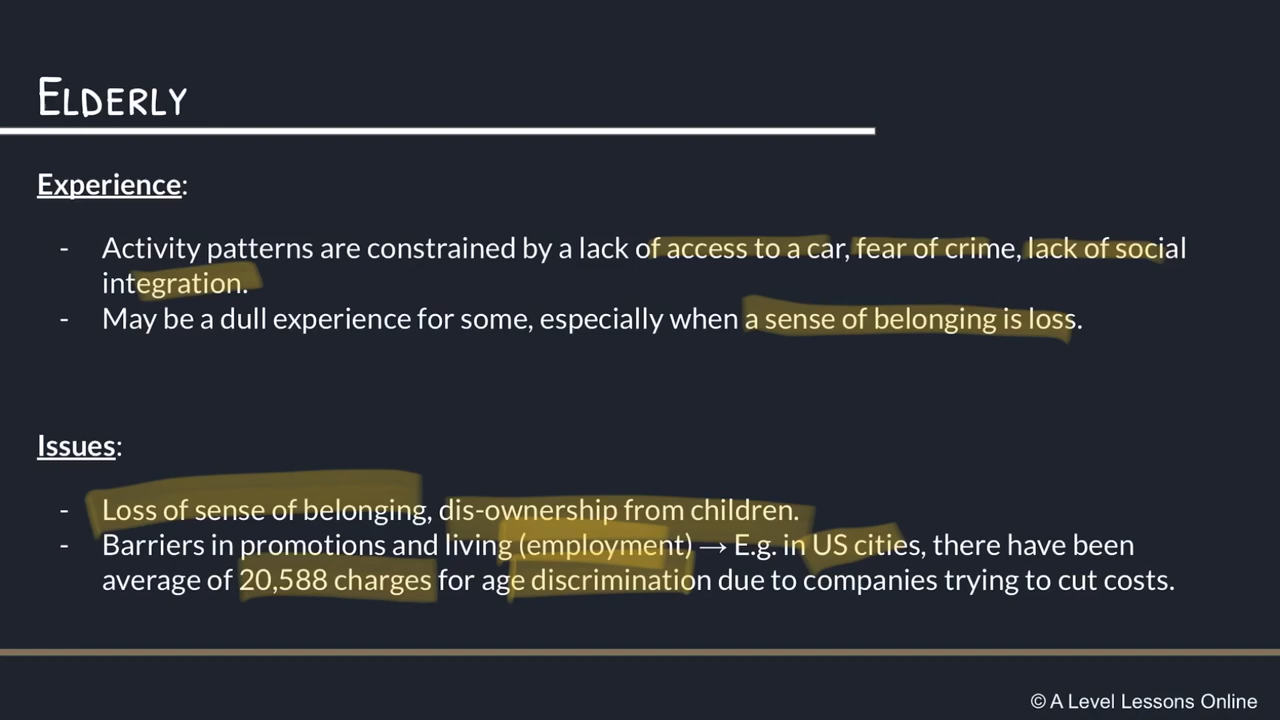 ELDERLY
Experience:
- Activity patterns are constrained by a lack of access to a car, fear of crime, lack of social
integration.
- May be a dull experience for some, especially when a sense of belonging is loss.
Issues:
- Loss of sense of belonging, dis-ownership from children.
- Barriers in promotions and living (employment) → E.g. in US cities, there have been
average of 20,588 charges for age discrimination due to companies trying to cut costs.
© A Level Lessons Online